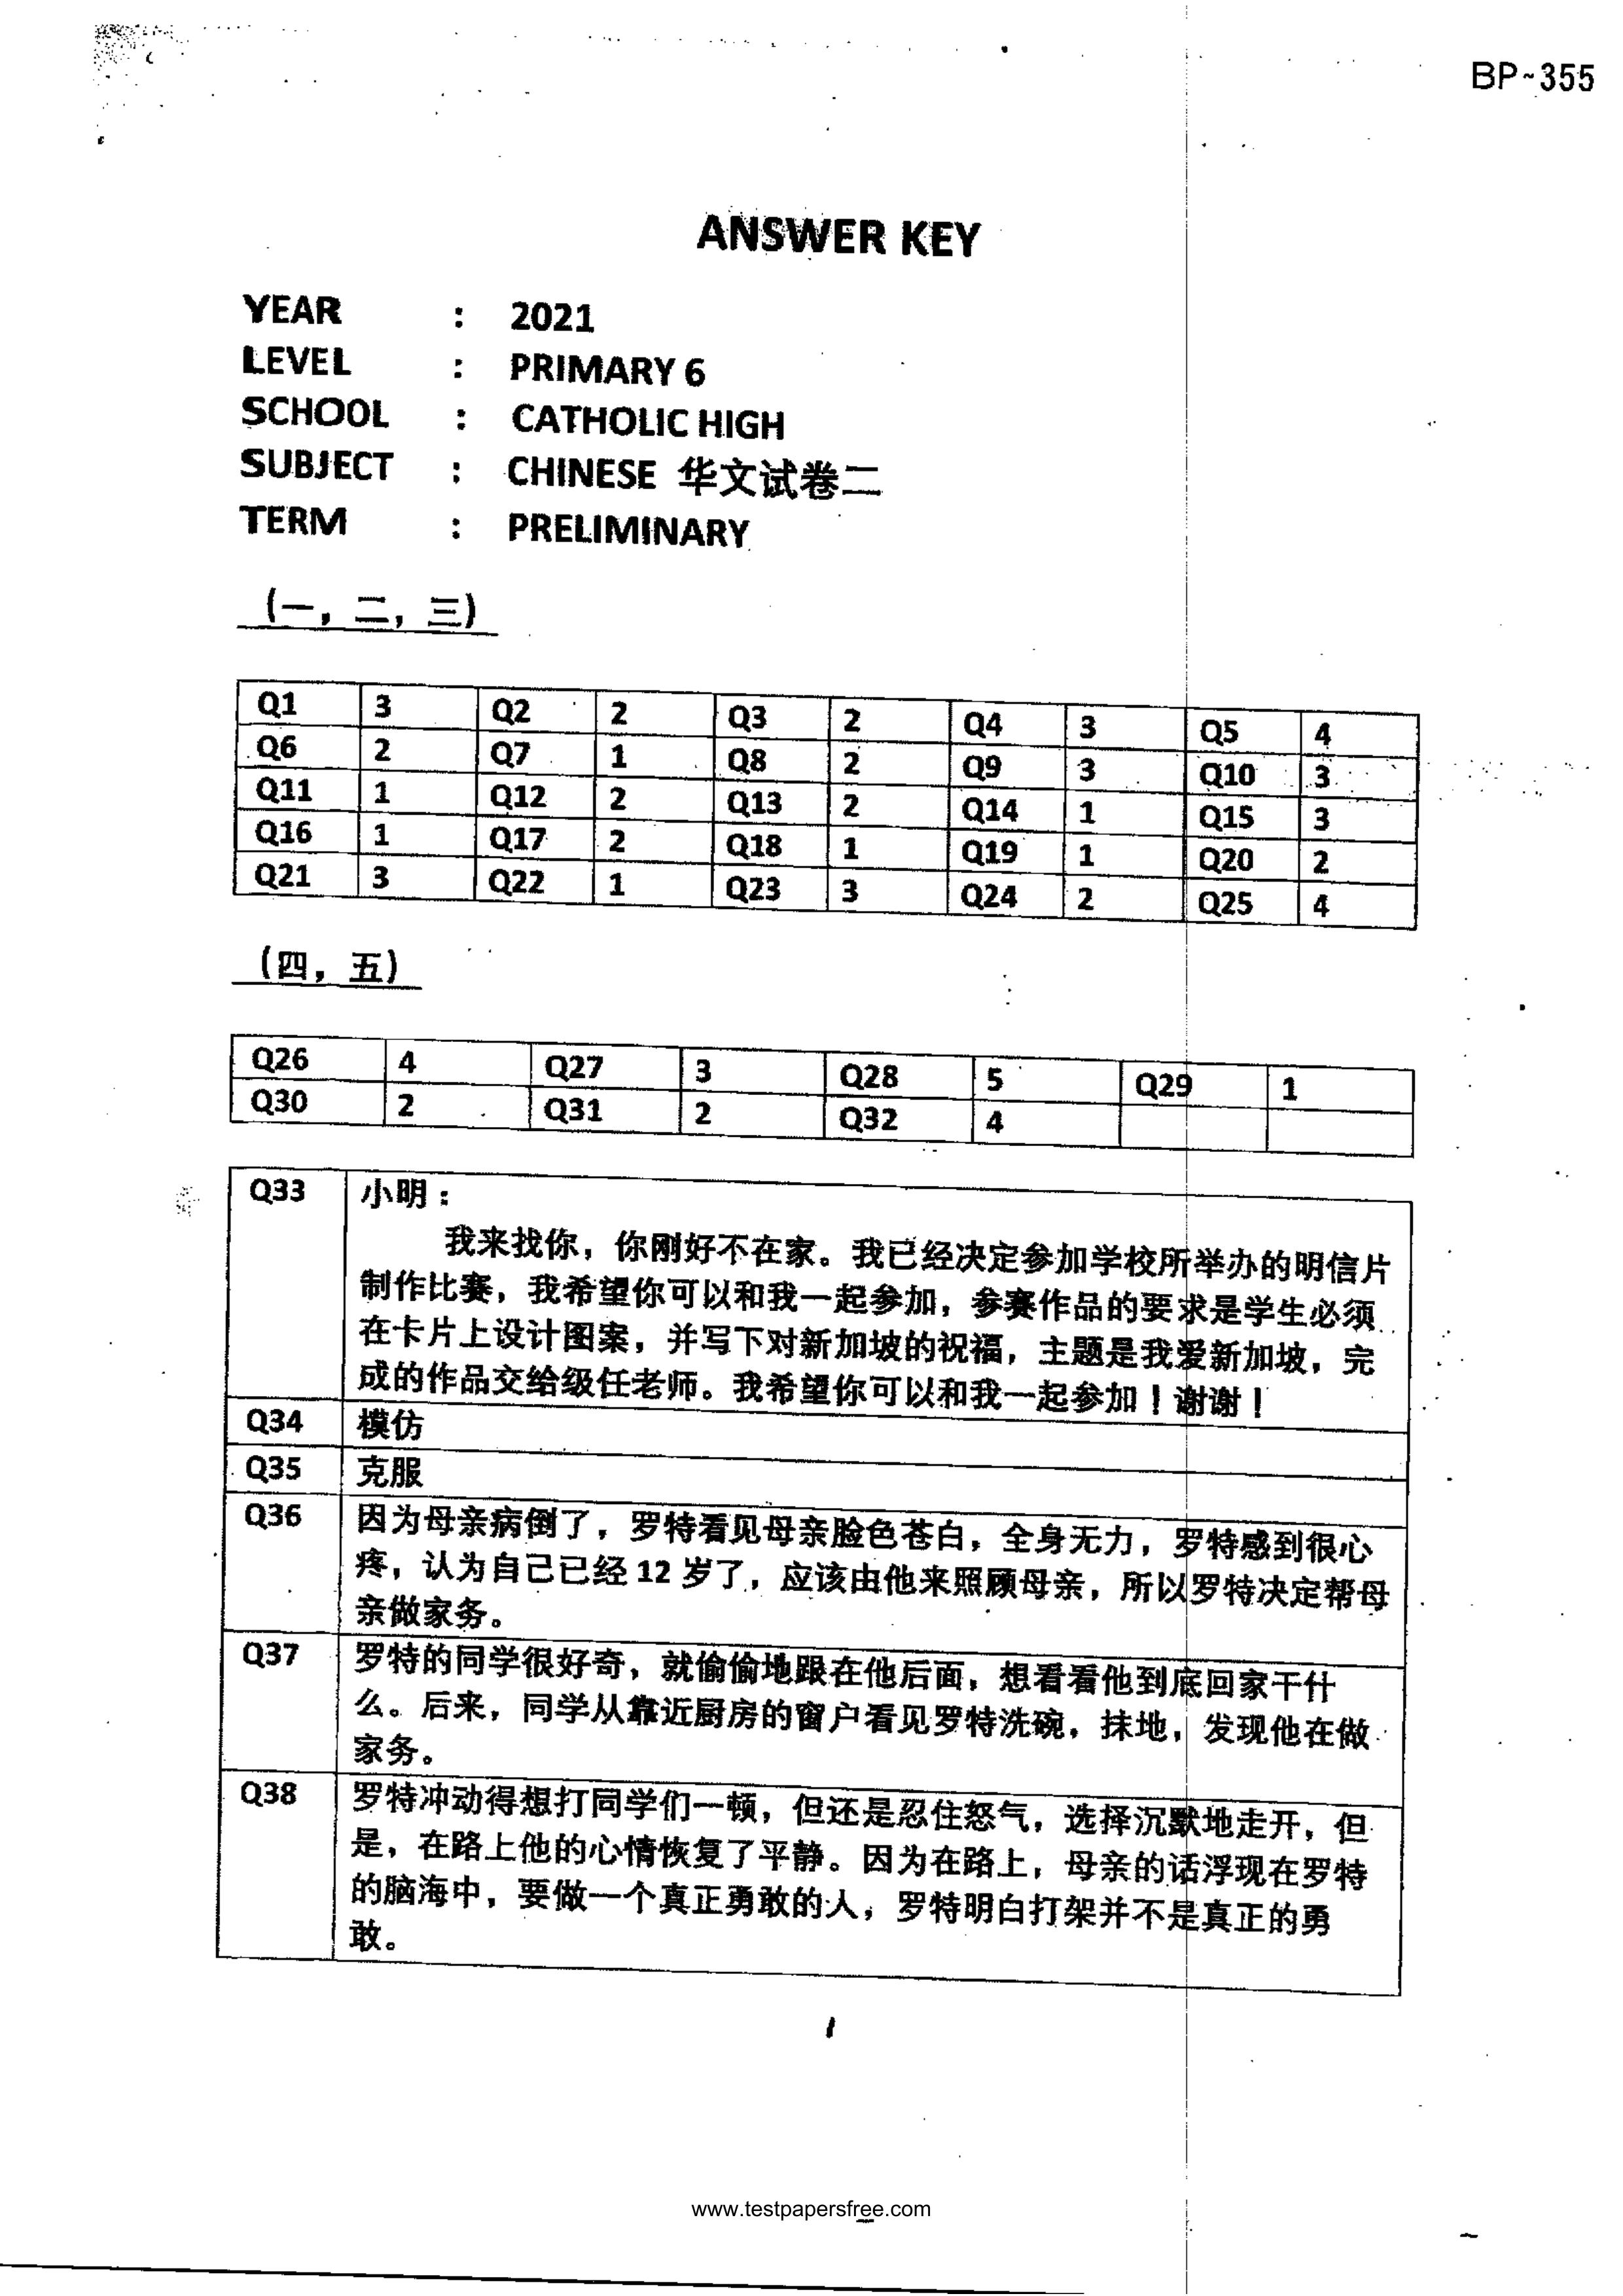 BP~355
ANSWER KEY
YEAR : 2021
LEVEL : PRIMARY 6
SCHOOL : CATHOLIC HIGH
SUBJECT : CHINESE 华文试卷二
TERM : PRELIMINARY
(一，二，三)
Q1 3 Q2 2 Q3 2 Q4 3 Q5 4
Q6 2 Q7 1 Q8 2 Q9 3 Q10 3
Q11 1 Q12 2 Q13 2 Q14 1 Q15 3
Q16 1 Q17 2 Q18 1 Q19 1 Q20 2
Q21 3 Q22 1 Q23 3 Q24 2 Q25 4
(四，五)
Q26 4 Q27 3 Q28 5 Q29 1
Q30 2 Q31 2 Q32 4
Q33 小明：
我来找你，你刚好不在家。我已经决定参加学校所举办的明信片
制作比赛，我希望你可以和我一起参加，参赛作品的要求是学生必须
在卡片上设计图案，并写下对新加坡的祝福，主题是我爱新加坡，完
成的作品交给级任老师。我希望你可以和我一起参加！谢谢！
Q34 模仿
Q35 克服
Q36 因为母亲病倒了，罗特看见母亲脸色苍白，全身无力，罗特感到很心
疼，认为自己已经 12 岁了，应该由他来照顾母亲，所以罗特决定帮母
亲做家务。
Q37 罗特的同学很好奇，就偷偷地跟在他后面，想看看他到底回家干什
么。后来，同学从靠近厨房的窗户看见罗特洗碗，抹地，发现他在做
家务。
Q38 罗特冲动得想打同学们一顿，但还是忍住怒气，选择沉默地走开，但
是，在路上他的心情恢复了平静。因为在路上，母亲的话浮现在罗特
的脑海中，要做一个真正勇敢的人，罗特明白打架并不是真正的勇
敢。
1
www.testpapersfree.com